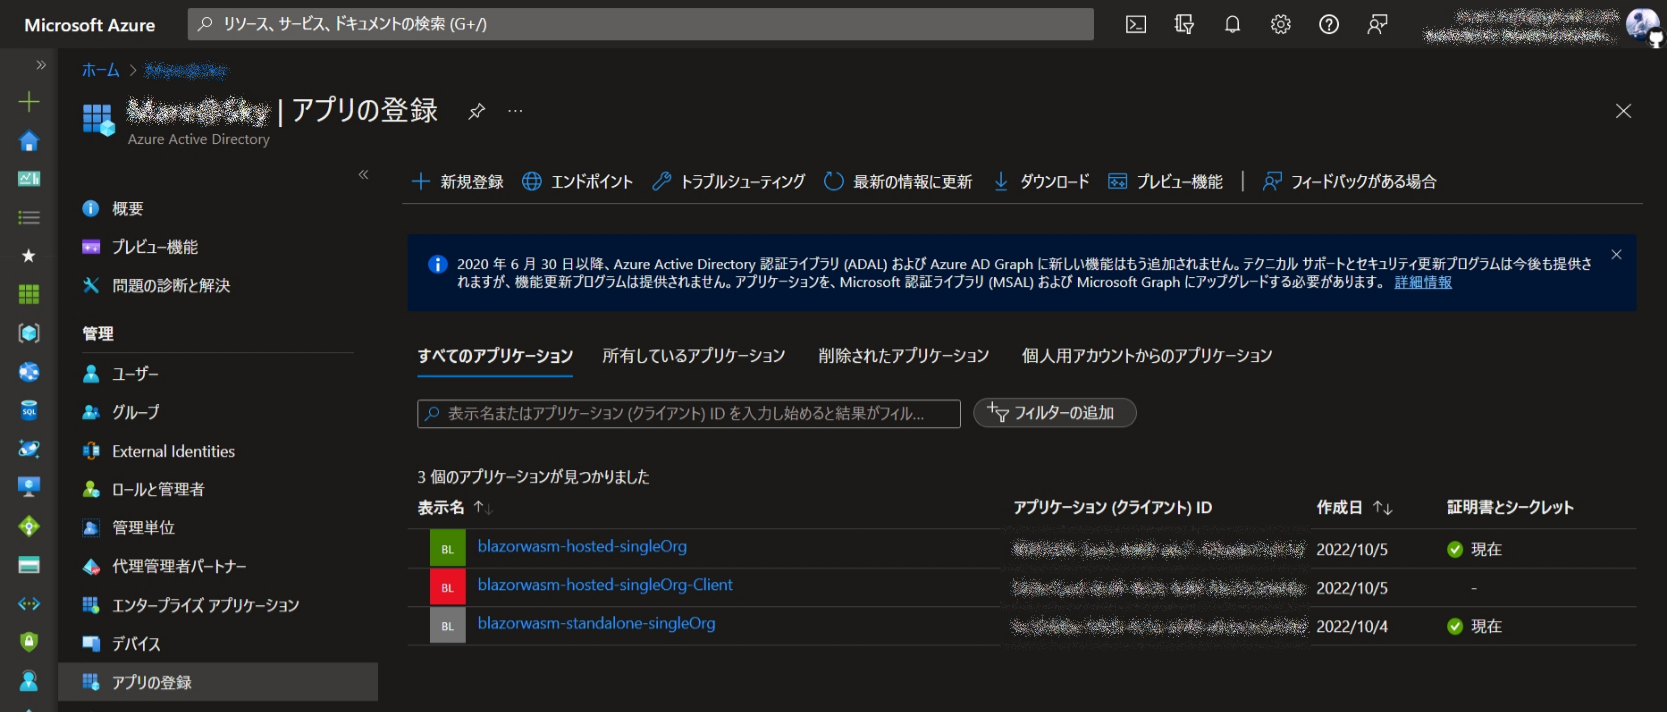 Microsoft Azure
リソース、サービス、ドキュメントの検索 (G+/)
ホーム
| アプリの登録
Azure Active Directory
概要
プレビュー機能
問題の診断と解決
管理
ユーザー
グループ
External Identities
ロールと管理者
管理単位
代理管理者パートナー
エンタープライズ アプリケーション
デバイス
アプリの登録
新規登録
エンドポイント
トラブルシューティング
最新の情報に更新
ダウンロード
プレビュー機能
フィードバックがある場合
2020 年 6 月 30 日以降、Azure Active Directory 認証ライブラリ (ADAL) および Azure AD Graph に新しい機能はもう追加されません。テクニカル サポートとセキュリティ更新プログラムは今後も提供さ
れますが、機能更新プログラムは提供されません。アプリケーションを、Microsoft 認証ライブラリ (MSAL) および Microsoft Graph にアップグレードする必要があります。 詳細情報
すべてのアプリケーション
所有しているアプリケーション
削除されたアプリケーション
個人用アカウントからのアプリケーション
表示名またはアプリケーション (クライアント) ID を入力し始めると結果がフィル...
フィルターの追加
3 個のアプリケーションが見つかりました
表示名 アプリケーション (クライアント) ID 作成日 証明書とシークレット
BL blazorwasm-hosted-singleOrg 2022/10/5 現在
BL blazorwasm-hosted-singleOrg-Client 2022/10/5 -
BL blazorwasm-standalone-singleOrg 2022/10/4 現在
SQL